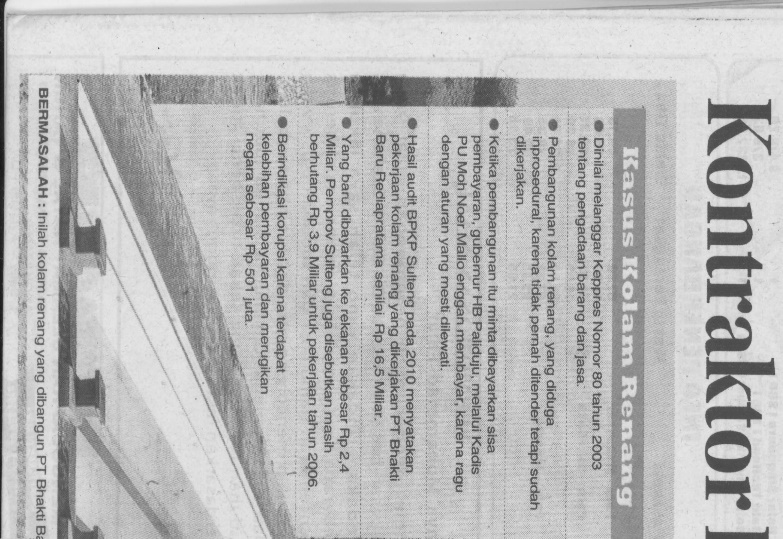 Kontraktor
Kasus Kolam Renang
● Dinilai melanggar Keppres Nomor 80 tahun 2003
tentang pengadaan barang dan jasa.
● Pembangunan kolam renang, yang diduga
inprosedural, karena tidak pernah ditender tetapi sudah
dikerjakan.
● Ketika pembangunan itu minta dibayarkan sisa
pembayaran, gubernur HB Paliduju, melalui Kadis
PU Moh Noer Mallo enggan membayar, karena ragu
dengan aturan yang mesti dilewati.
● Hasil audit BPKP Sulteng pada 2010 menyatakan
pekerjaan kolam renang yang dikerjakan PT Bhakti
Baru Rediapratama senilai Rp 16,5 Miliar.
● Yang baru dibayarkan ke rekanan sebesar Rp 2,4
Miliar. Pemprov Sulteng juga disebutkan masih
berhutang Rp 3,9 Miliar untuk pekerjaan tahun 2006.
● Berindikasi korupsi karena terdapat
kelebihan pembayaran dan merugikan
negara sebesar Rp 501 juta.
BERMASALAH : Inilah kolam renang yang dibangun PT Bhakti Ba